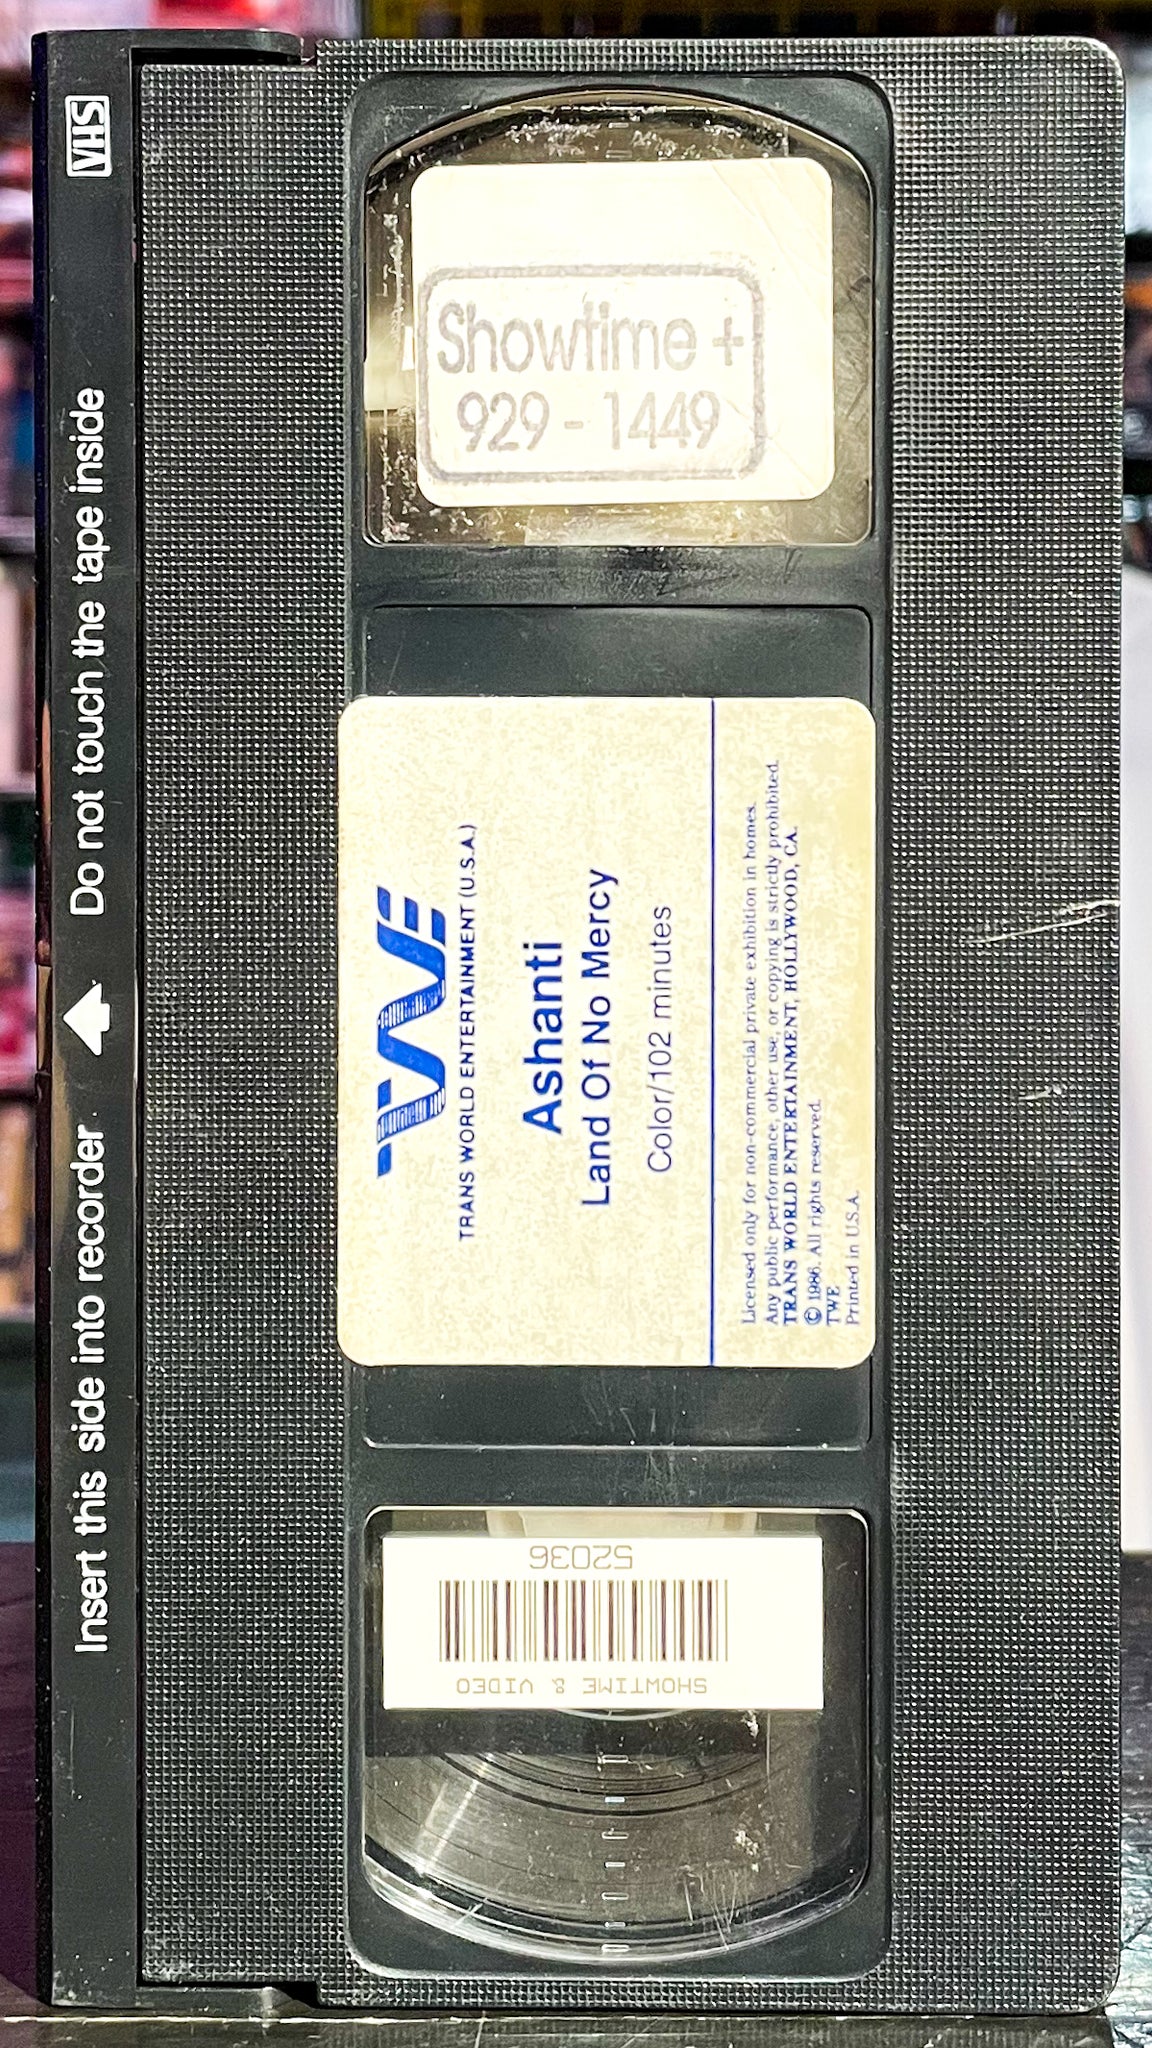 VHS
Insert this side into recorder
Do not touch the tape inside
Showtime +
929 - 1449
TWE
TRANS WORLD ENTERTAINMENT (U.S.A.)
Ashanti
Land Of No Mercy
Color/102 minutes
Licensed only for non-commercial private exhibition in homes.
Any public performance, other use, or copying is strictly prohibited.
TRANS WORLD ENTERTAINMENT, HOLLYWOOD, CA.
© 1986. All rights reserved.
TWE
Printed in U.S.A.
SHOWTIME & VIDEO
52036